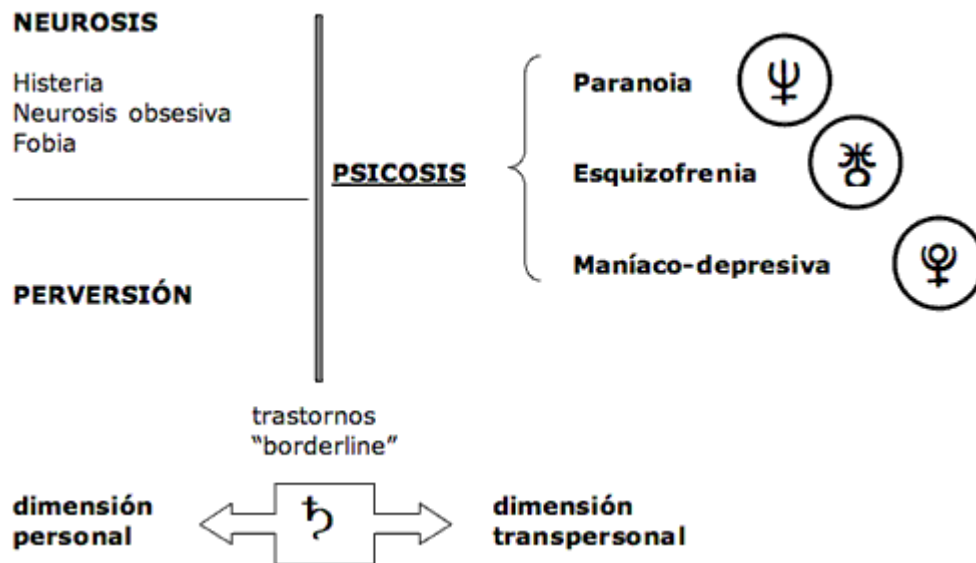 NEUROSIS
Histeria
Neurosis obsesiva
Fobia
PERVERSIÓN
PSICOSIS
Paranoia ♆
Esquizofrenia ♅
Maníaco-depresiva ⯓
trastornos
“borderline”
dimensión
personal
♄
dimensión
transpersonal